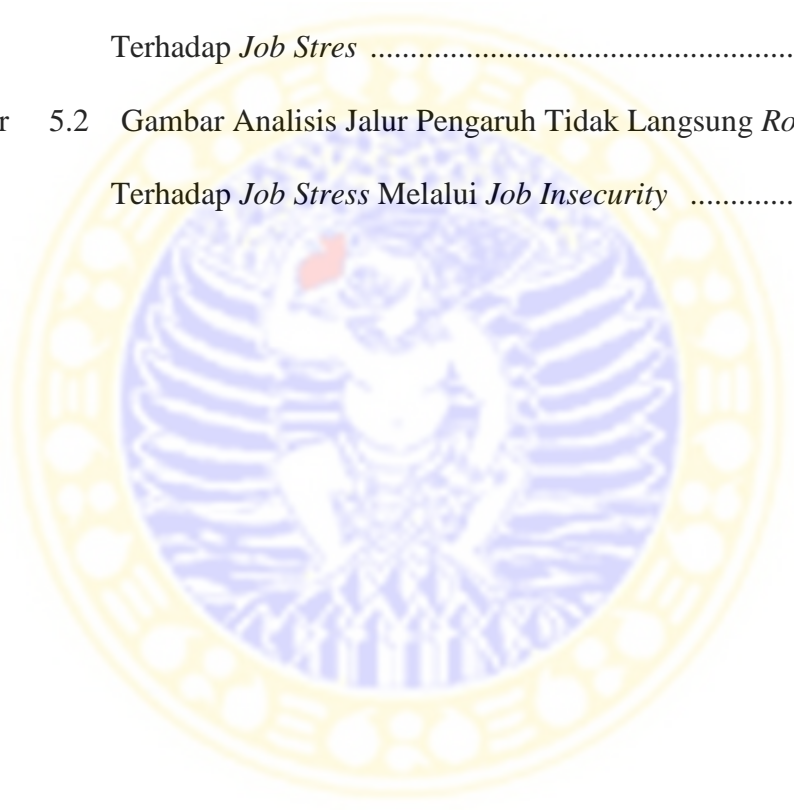 Terhadap Job Stres ......................................................
r 5.2 Gambar Analisis Jalur Pengaruh Tidak Langsung Ro
Terhadap Job Stress Melalui Job Insecurity .............